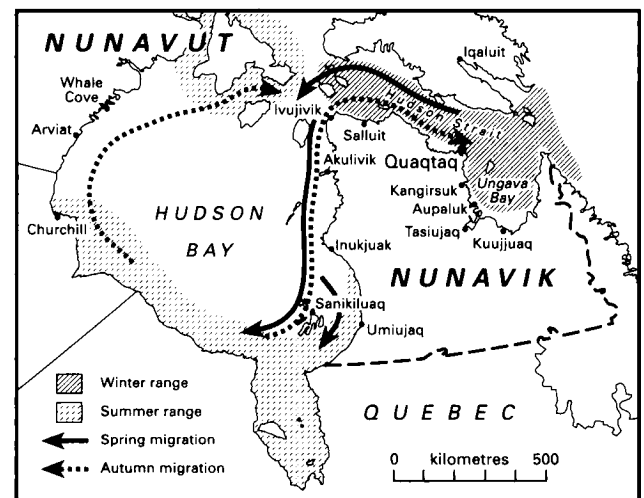 NUNAVUT
Iqaluit
Whale
Cove
Ivujivik
Hudson Strait
Arviat
Salluit
Quaqtaq
Akulivik
Kangirsuk
Ungava
Bay
Aupaluk
HUDSON
BAY
Churchill
Tasiujaq
Kuujjuaq
Inukjuak
NUNAVIK
Sanikiluaq
Umiujaq
Winter range
Summer range
QUEBEC
Spring migration
kilometres
0 500
Autumn migration